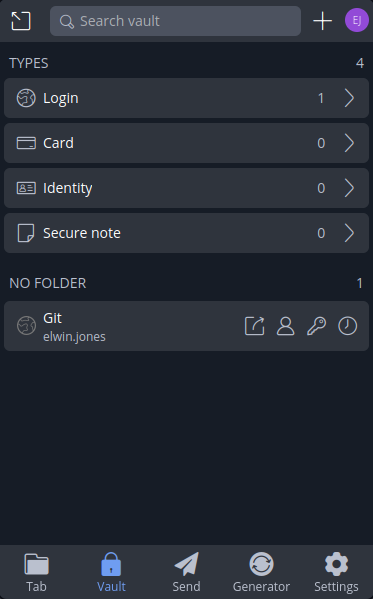 Search vault
EJ
TYPES 4
Login 1
Card 0
Identity 0
Secure note 0
NO FOLDER 1
Git
elwin.jones
Tab Vault Send Generator Settings